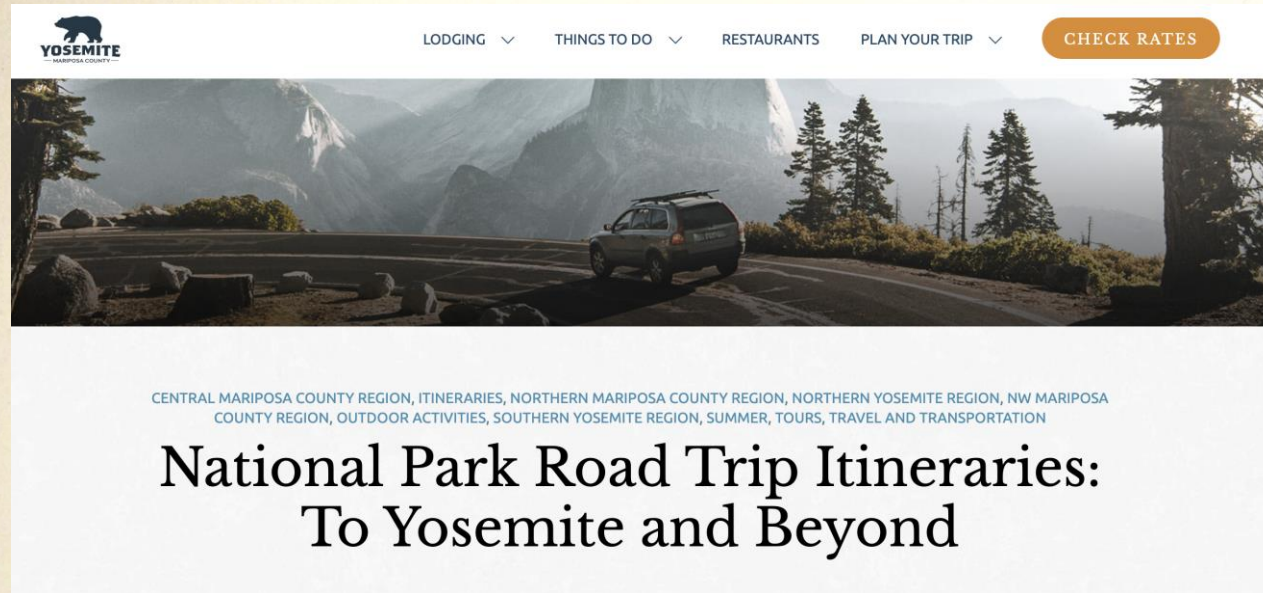 YOSEMITE
MARIPOSA COUNTY
LODGING THINGS TO DO RESTAURANTS PLAN YOUR TRIP CHECK RATES
CENTRAL MARIPOSA COUNTY REGION, ITINERARIES, NORTHERN MARIPOSA COUNTY REGION, NORTHERN YOSEMITE REGION, NW MARIPOSA
COUNTY REGION, OUTDOOR ACTIVITIES, SOUTHERN YOSEMITE REGION, SUMMER, TOURS, TRAVEL AND TRANSPORTATION
National Park Road Trip Itineraries:
To Yosemite and Beyond